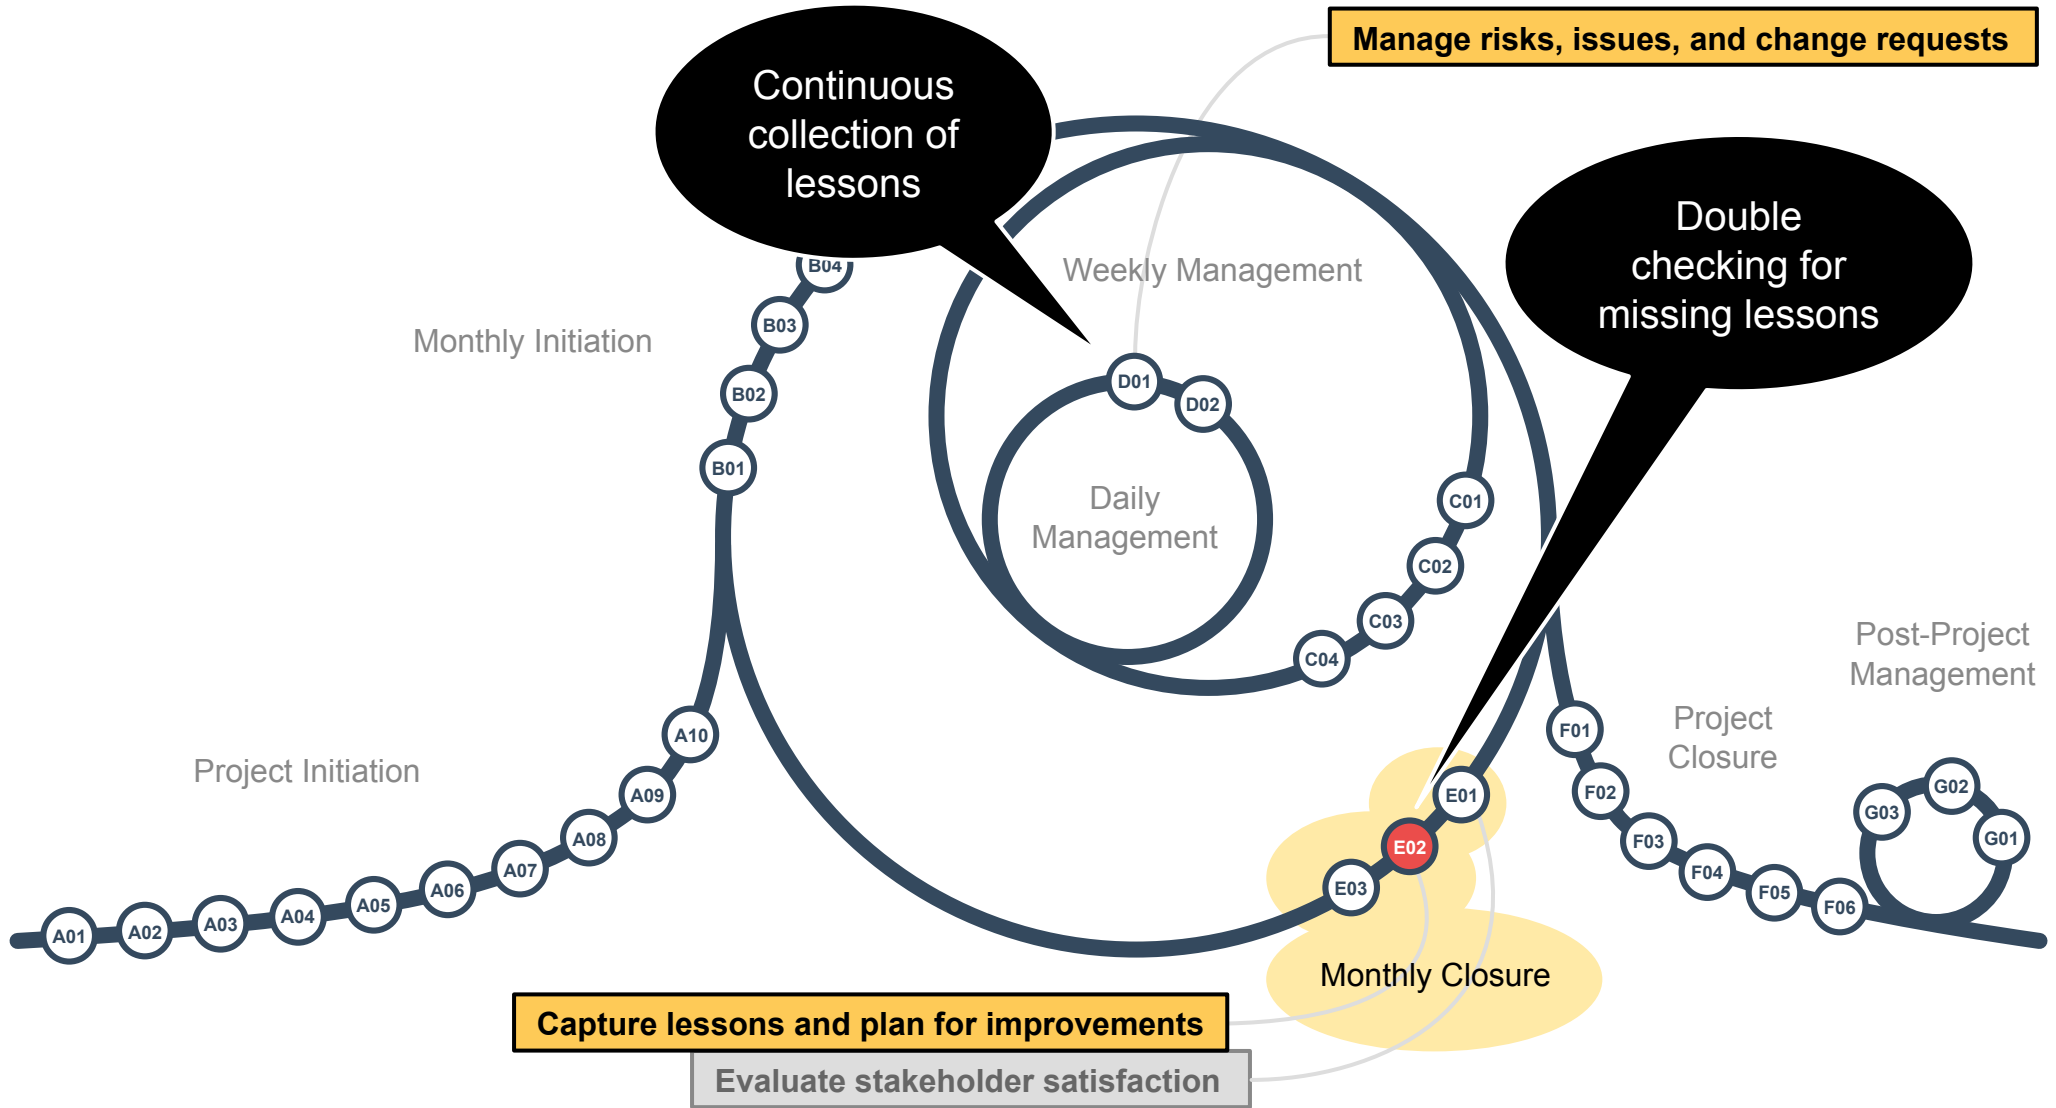 Manage risks, issues, and change requests
Continuous
collection of
lessons
Double
checking for
missing lessons
B04
B03
B02
B01
Monthly Initiation
Weekly Management
D01
D02
Daily
Management
C01
C02
C03
C04
Project Initiation
A01
A02
A03
A04
A05
A06
A07
A08
A09
A10
E01
E02
E03
Monthly Closure
Project
Closure
F01
F02
F03
F04
F05
F06
Post-Project
Management
G03
G02
G01
Capture lessons and plan for improvements
Evaluate stakeholder satisfaction